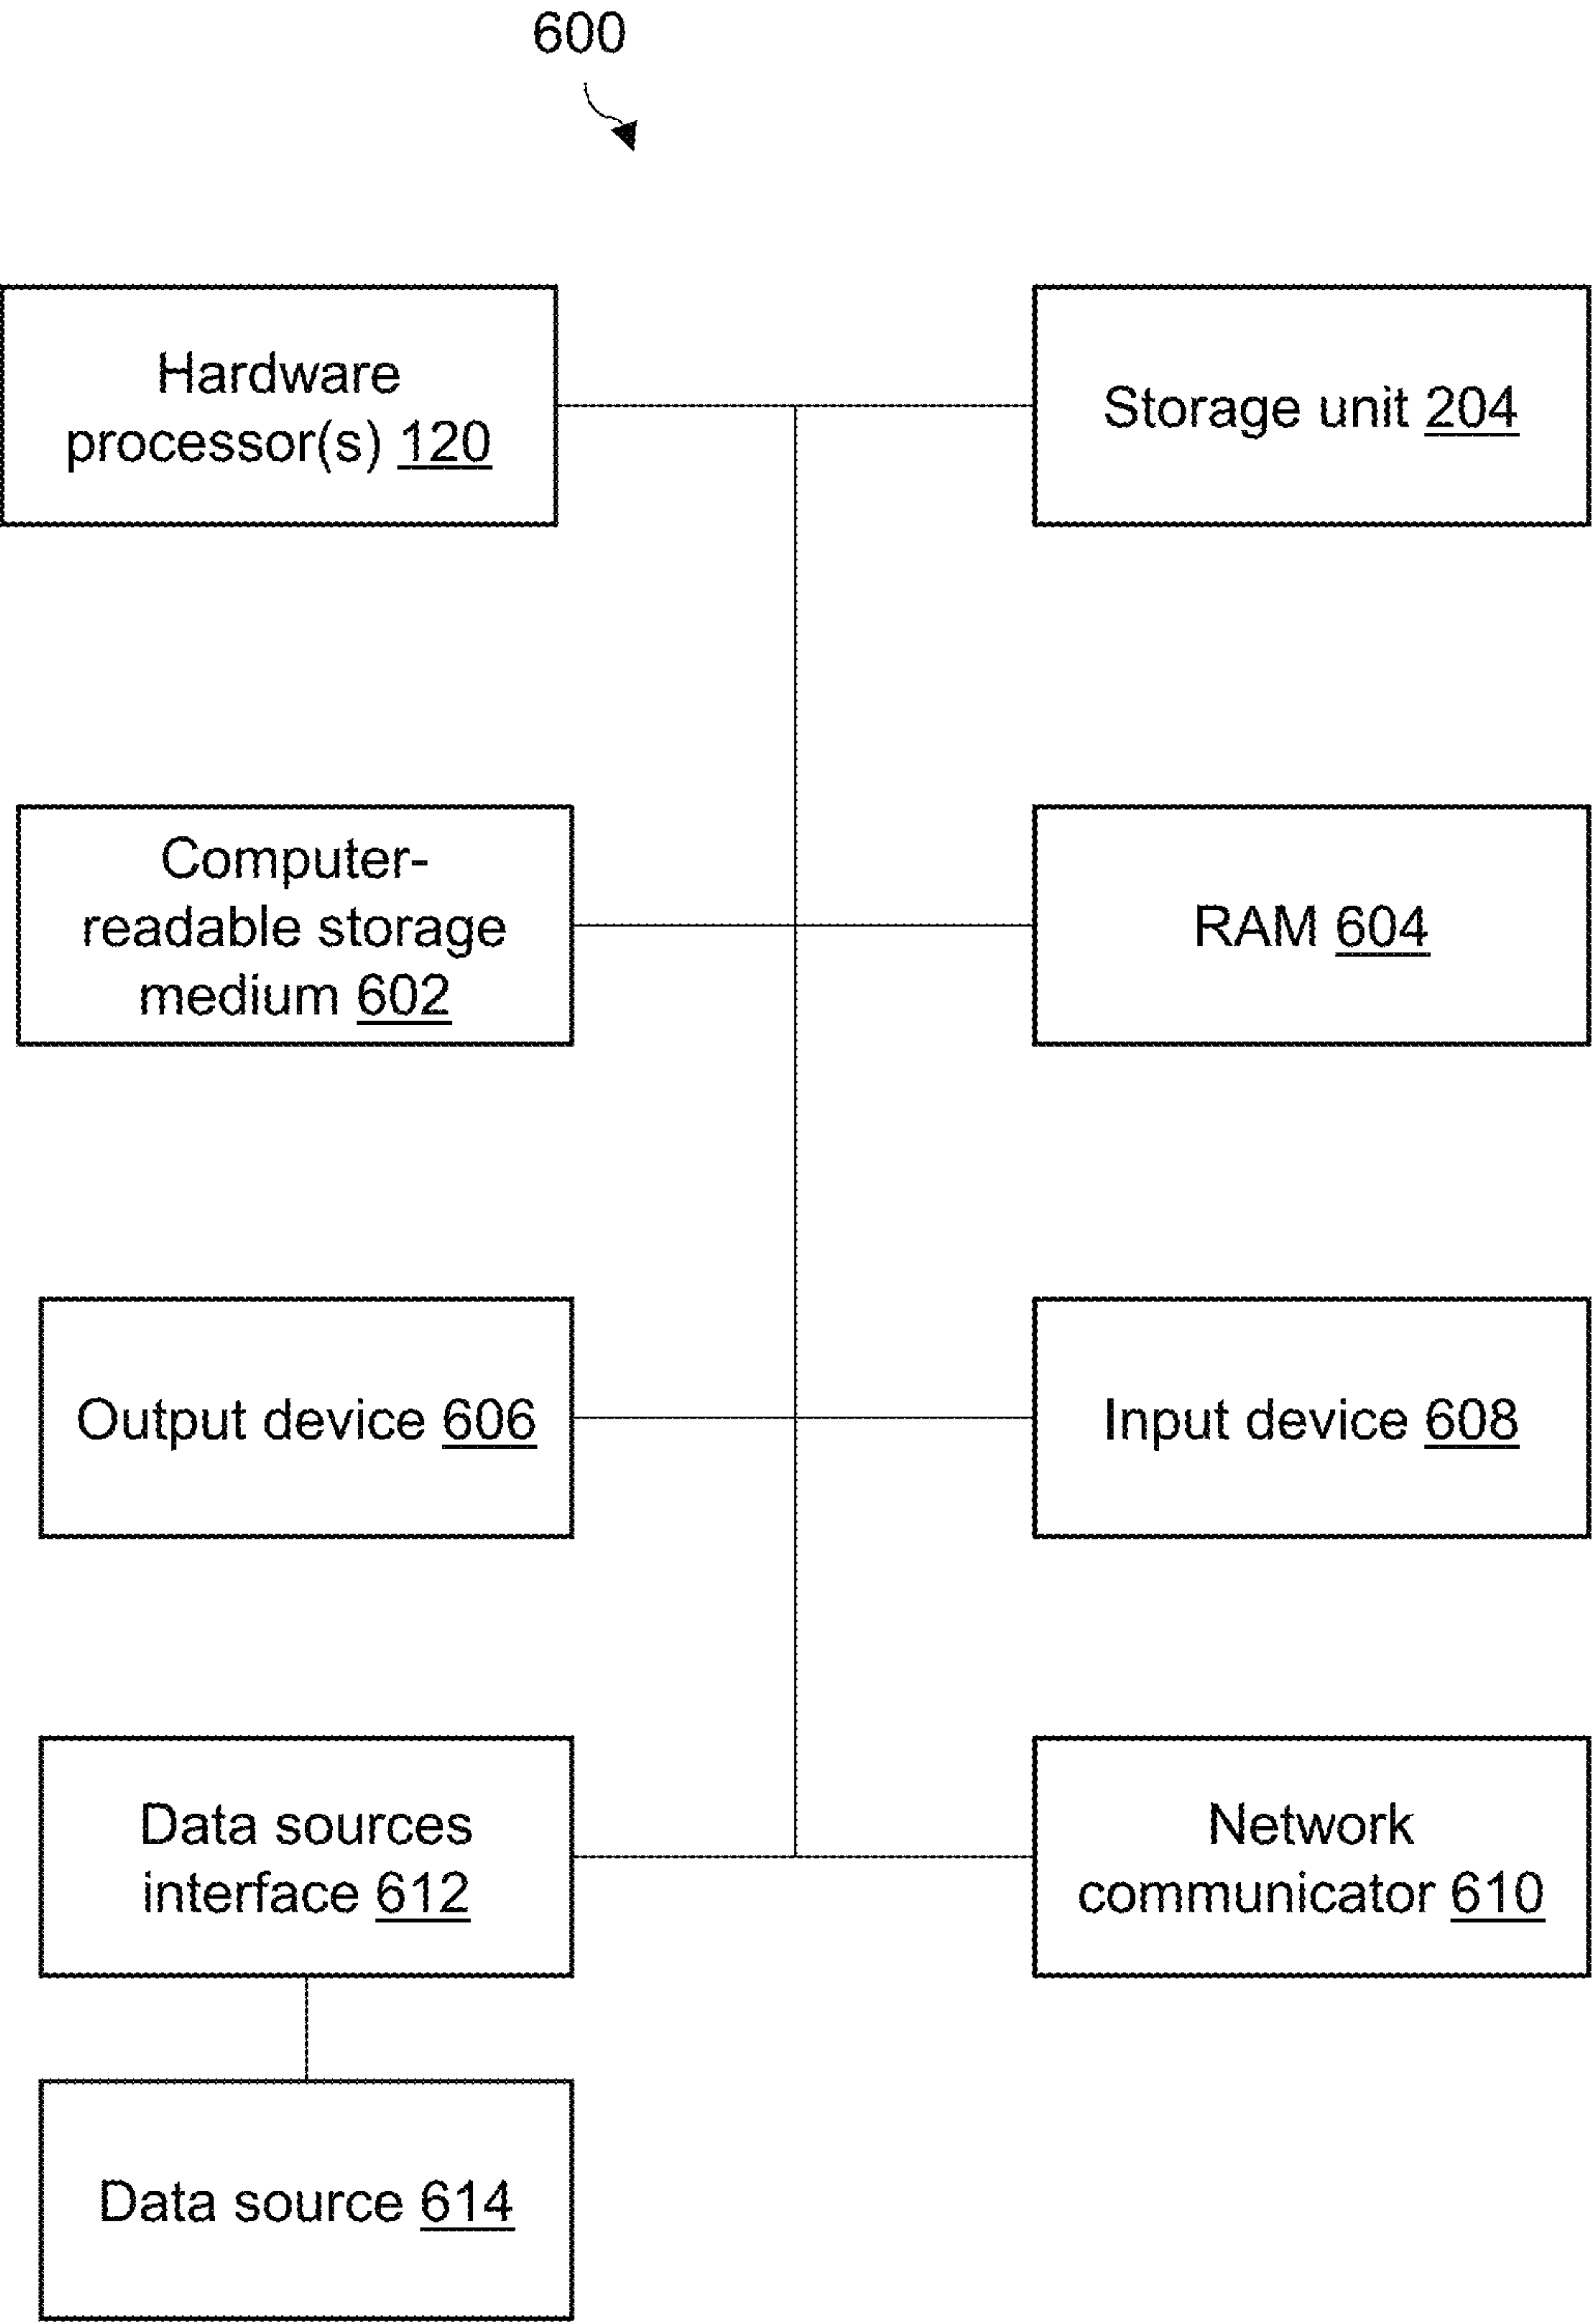 600
Hardware
processor(s) 120
Storage unit 204
Computer-
readable storage
medium 602
RAM 604
Output device 606
Input device 608
Data sources
interface 612
Network
communicator 610
Data source 614